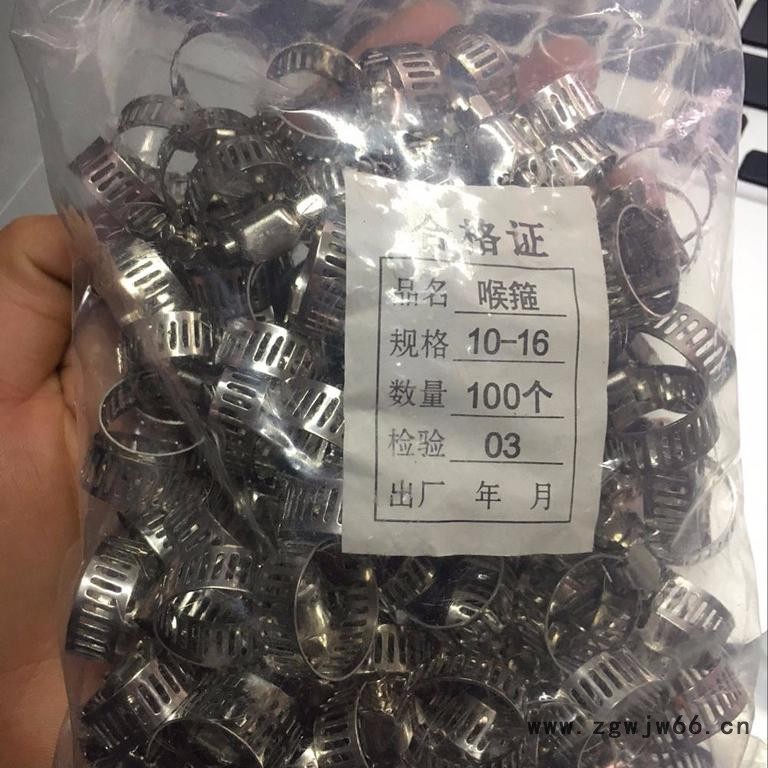 合格证
品名 喉箍
规格 10-16
数量 100个
检验 03
出厂 年 月
www.zgwjw66.cn